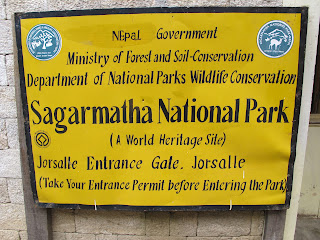 Nepal Government
Ministry of Forest and Soil-Conservation
Department of National Parks Wildlife Conservation
Sagarmatha National Park
(A World Heritage Site)
Jorsalle Entrance Gate, Jorsalle
(Take Your Entrance Permit before Entering the Park)